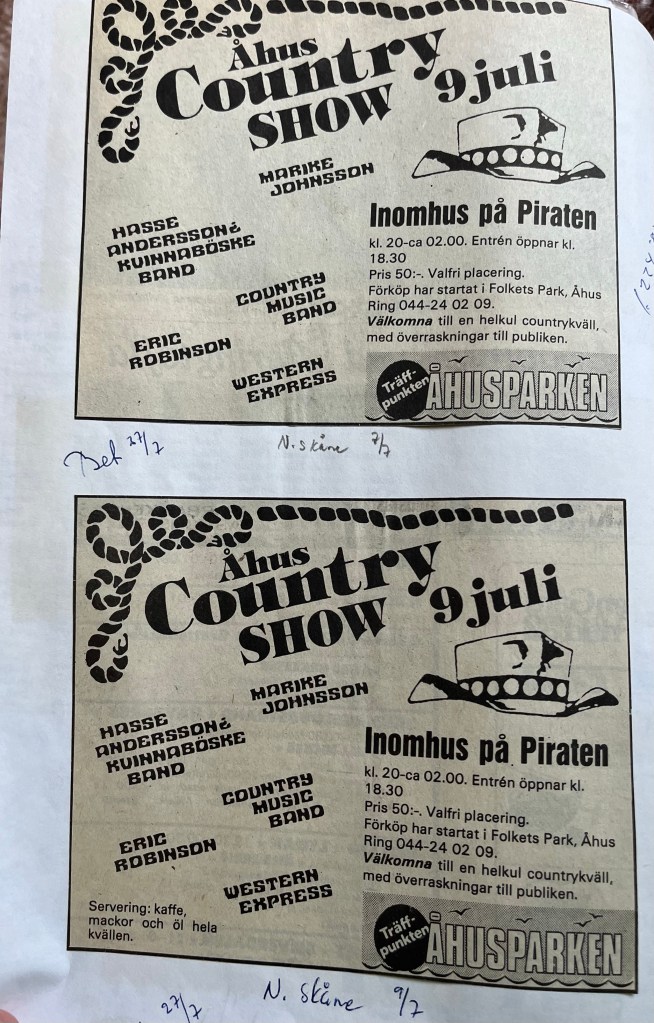 Åhus
Country
SHOW
9 juli
MARIKE
JOHNSSON
HASSE
ANDERSSON &
KVINNABÖSKE
BAND
COUNTRY
MUSIC
BAND
ERIC
ROBINSON
WESTERN
EXPRESS
Inomhus på Piraten
kl. 20-ca 02.00. Entrén öppnar kl.
18.30
Pris 50:-. Valfri placering.
Förköp har startat i Folkets Park, Åhus
Ring 044-24 02 09.
Välkomna till en helkul countrykväll,
med överraskningar till publiken.
Träff-
punkten
ÅHUSPARKEN
27/7
N. Skåne 7/7
Åhus
Country
SHOW
9 juli
MARIKE
JOHNSSON
HASSE
ANDERSSON &
KVINNABÖSKE
BAND
COUNTRY
MUSIC
BAND
ERIC
ROBINSON
WESTERN
EXPRESS
Servering: kaffe,
mackor och öl hela
kvällen.
Inomhus på Piraten
kl. 20-ca 02.00. Entrén öppnar kl.
18.30
Pris 50:-. Valfri placering.
Förköp har startat i Folkets Park, Åhus
Ring 044-24 02 09.
Välkomna till en helkul countrykväll,
med överraskningar till publiken.
Träff-
punkten
ÅHUSPARKEN
27/7
N. Skåne 9/7